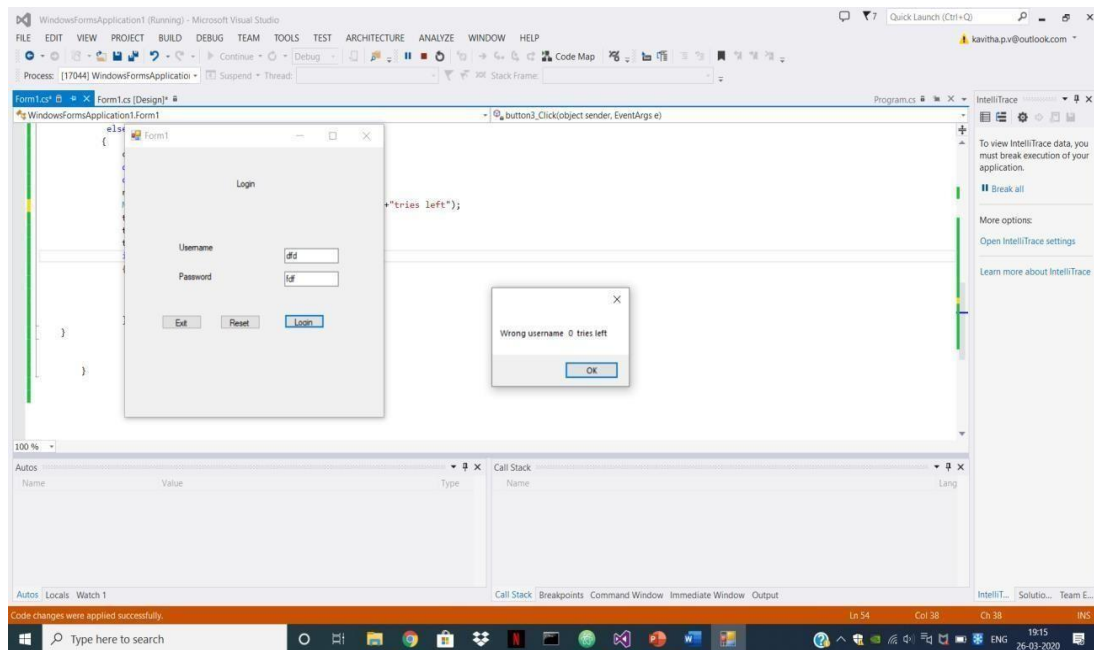 WindowsFormsApplication1 (Running) - Microsoft Visual Studio
7 Quick Launch (Ctrl+Q)
FILE EDIT VIEW PROJECT BUILD DEBUG TEAM TOOLS TEST ARCHITECTURE ANALYZE WINDOW HELP
kavitha.p.v@outlook.com
Continue Debug Code Map
Process: [17044] WindowsFormsApplicatio Suspend Thread: Stack Frame:
Form1.cs* Form1.cs [Design]* Program.cs
WindowsFormsApplication1.Form1 button3_Click(object sender, EventArgs e)
else
{
+"tries left");
}
}
Form1
Login
Username dfd
Password fdf
Exit Reset Login
Wrong username 0 tries left
OK
IntelliTrace
To view IntelliTrace data, you
must break execution of your
application.
Break all
More options:
Open IntelliTrace settings
Learn more about IntelliTrace
100 %
Autos
Name Value Type
Call Stack
Name Lang
Autos Locals Watch 1
Call Stack Breakpoints Command Window Immediate Window Output
IntelliT... Solutio... Team E...
Code changes were applied successfully.
Ln 54 Col 38 Ch 38 INS
Type here to search
ENG
19:15
26-03-2020